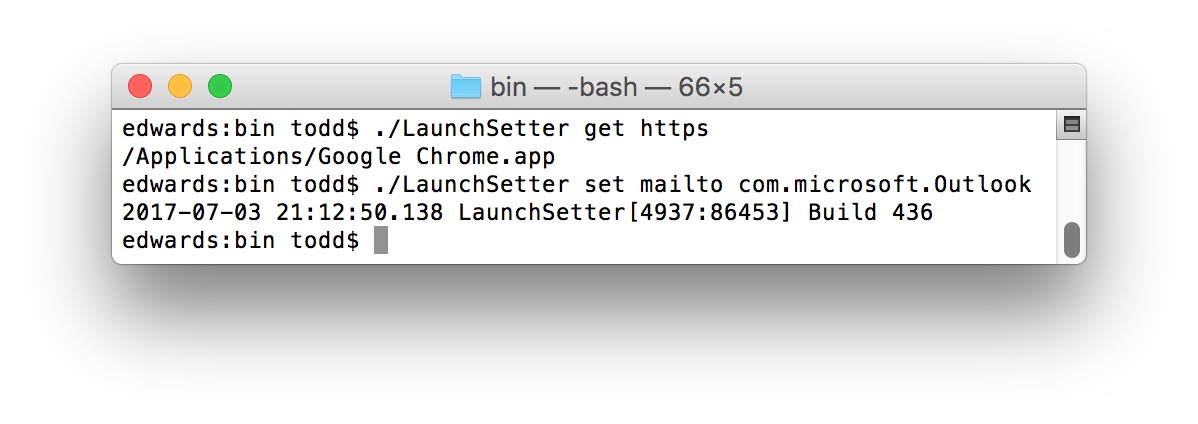 bin — -bash — 66×5
edwards:bin todd$ ./LaunchSetter get https
/Applications/Google Chrome.app
edwards:bin todd$ ./LaunchSetter set mailto com.microsoft.Outlook
2017-07-03 21:12:50.138 LaunchSetter[4937:86453] Build 436
edwards:bin todd$